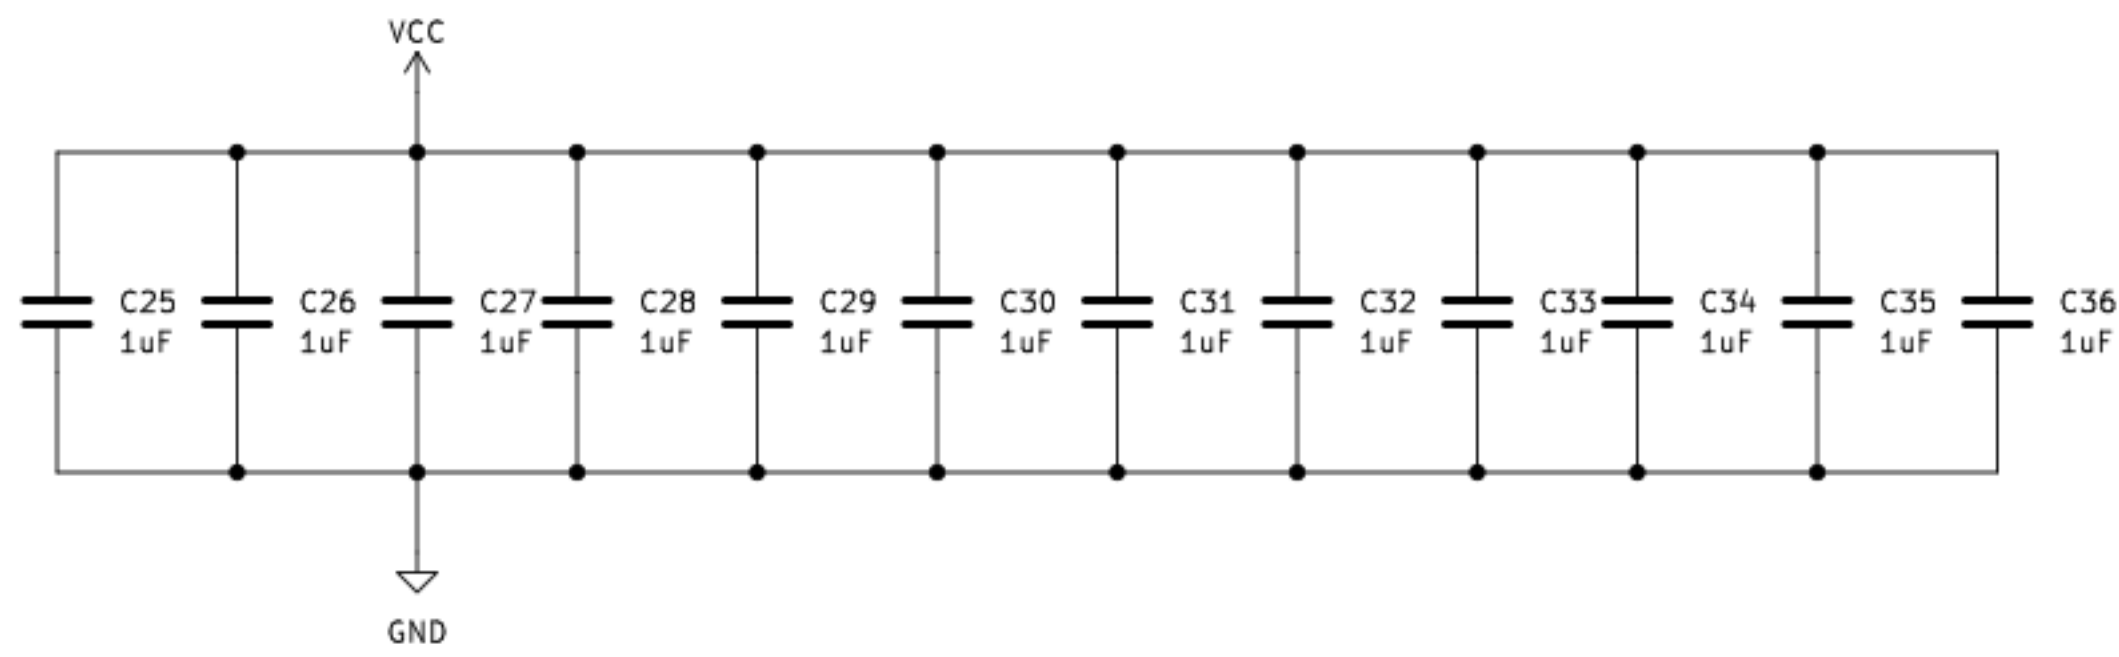 VCC
C25
1uF
C26
1uF
C27
1uF
C28
1uF
C29
1uF
C30
1uF
C31
1uF
C32
1uF
C33
1uF
C34
1uF
C35
1uF
C36
1uF
GND